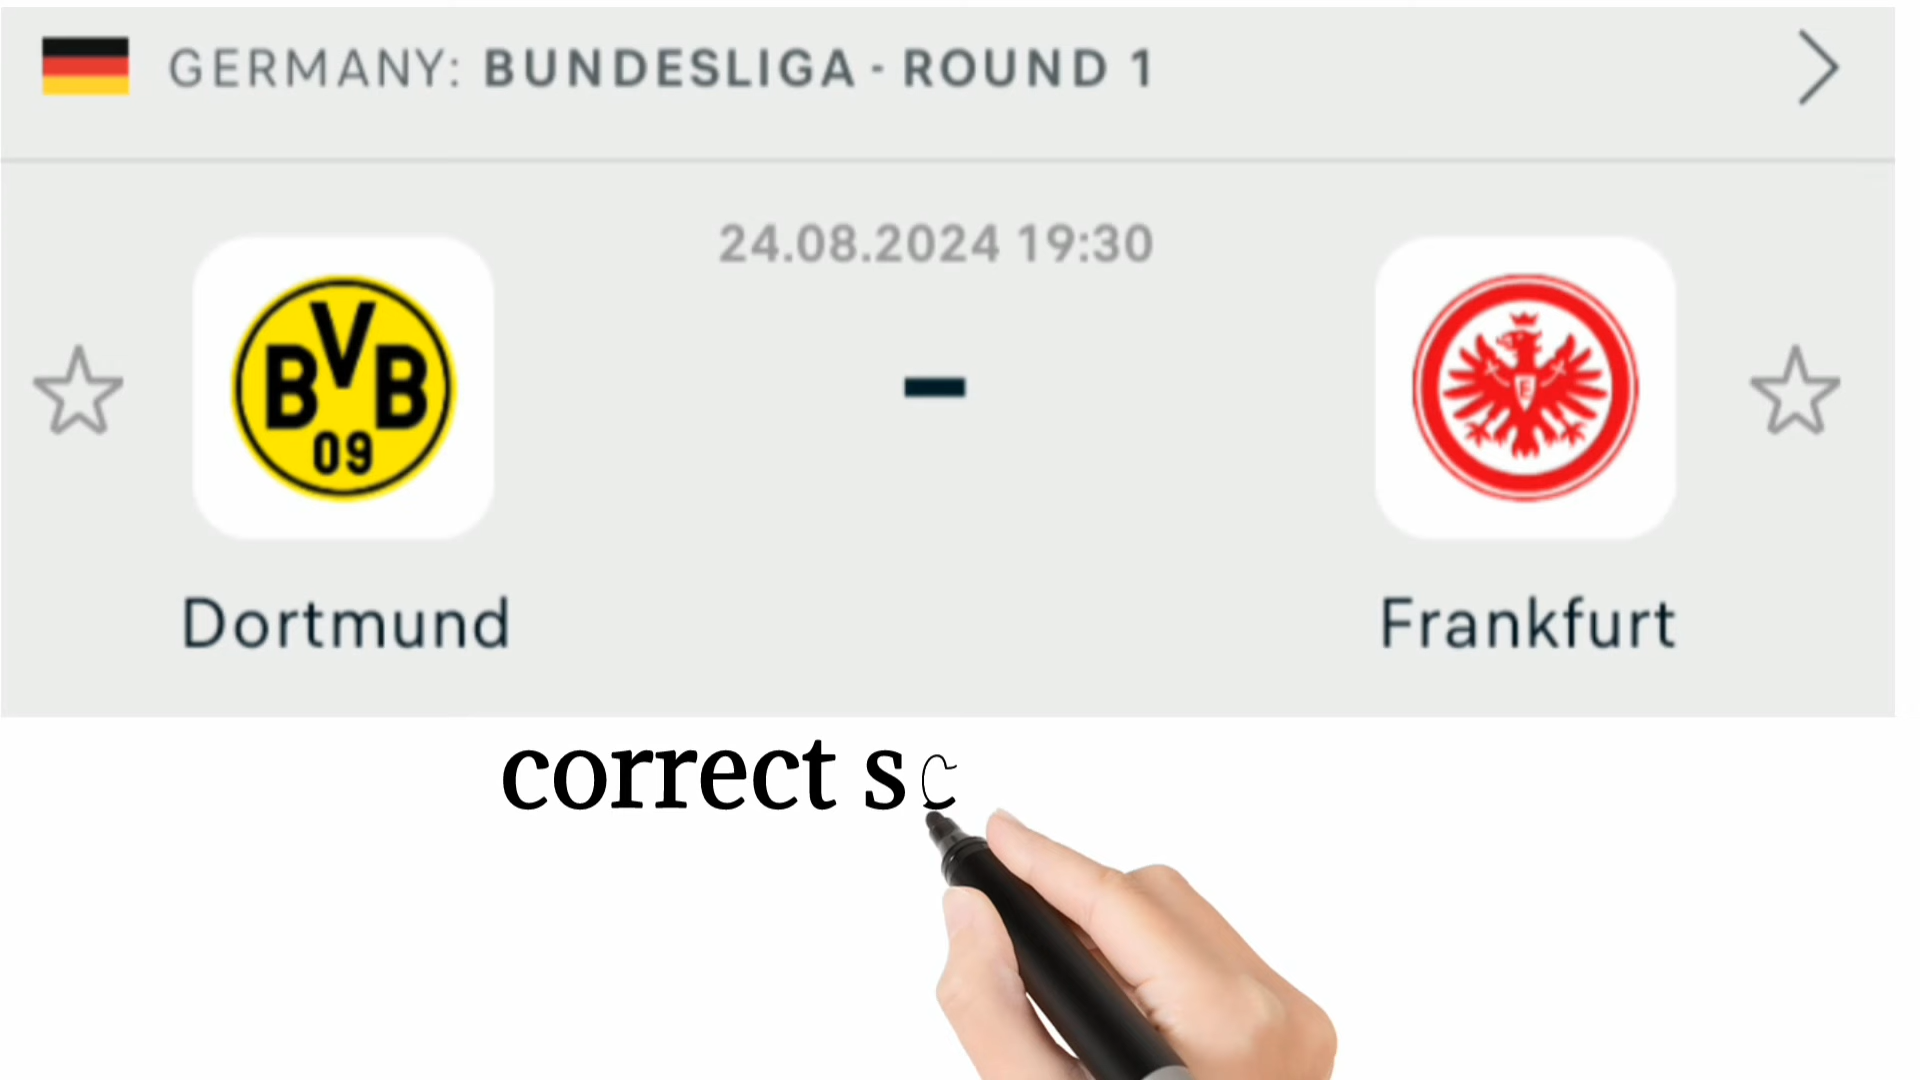 GERMANY: BUNDESLIGA - ROUND 1
24.08.2024 19:30
BVB
09
-
Dortmund
Frankfurt
correct sc